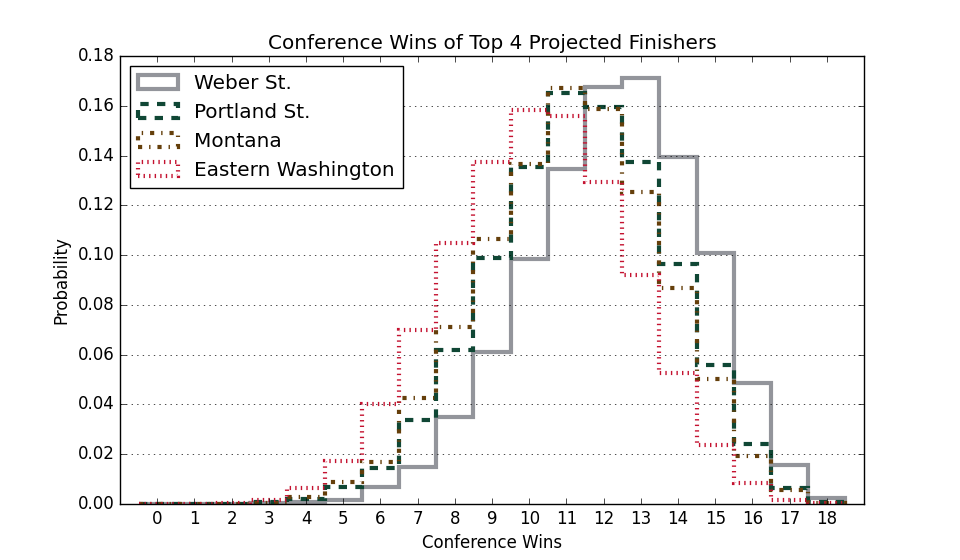 Conference Wins of Top 4 Projected Finishers
0.18
0.16
0.14
0.12
0.10
0.08
0.06
0.04
0.02
0.00
Probability
Weber St.
Portland St.
Montana
Eastern Washington
0 1 2 3 4 5 6 7 8 9 10 11 12 13 14 15 16 17 18
Conference Wins